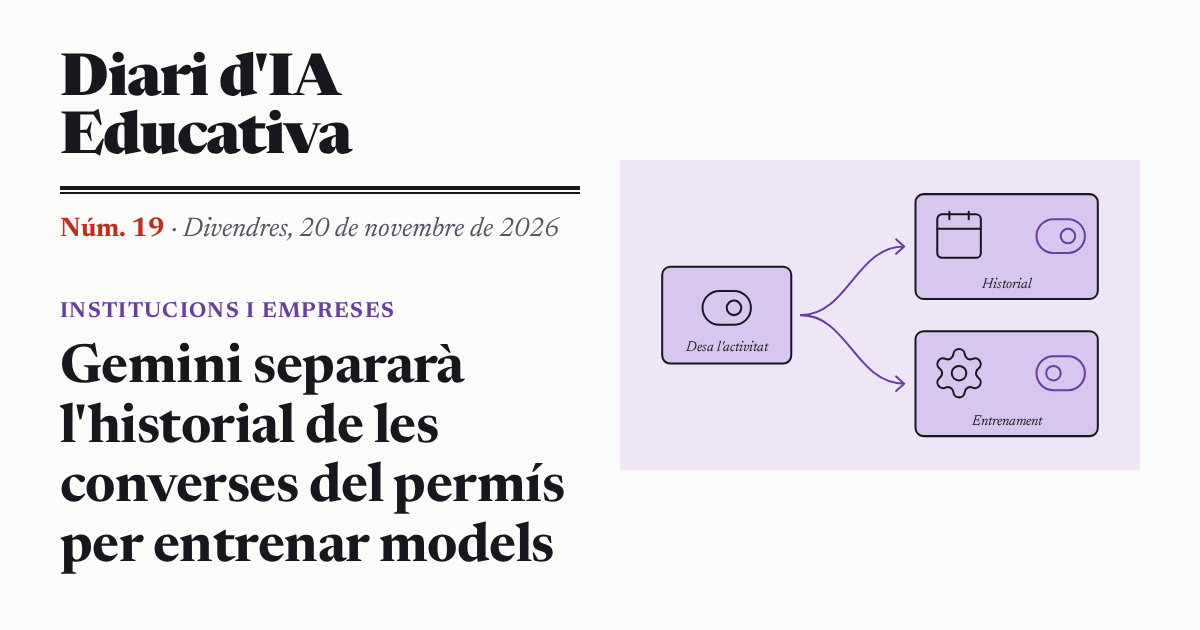 Diari d'IA
Educativa
Núm. 19 · Divendres, 20 de novembre de 2026
INSTITUCIONS I EMPRESES
Gemini separarà
l'historial de les
converses del permís
per entrenar models
Desa l'activitat
Historial
Entrenament